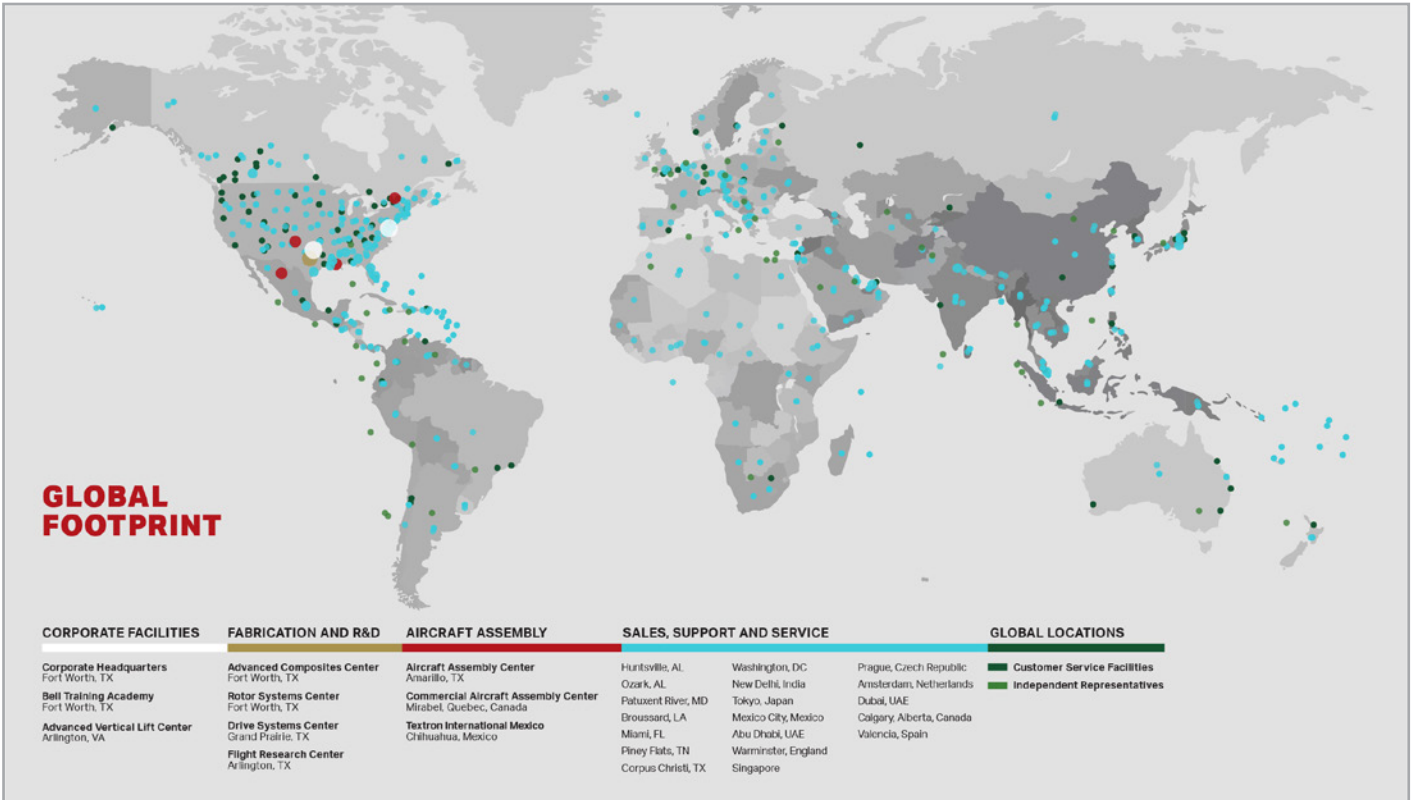 GLOBAL
FOOTPRINT
CORPORATE FACILITIES
Corporate Headquarters
Fort Worth, TX
Bell Training Academy
Fort Worth, TX
Advanced Vertical Lift Center
Arlington, VA
FABRICATION AND R&D
Advanced Composites Center
Fort Worth, TX
Rotor Systems Center
Fort Worth, TX
Drive Systems Center
Grand Prairie, TX
Flight Research Center
Arlington, TX
AIRCRAFT ASSEMBLY
Aircraft Assembly Center
Amarillo, TX
Commercial Aircraft Assembly Center
Mirabel, Quebec, Canada
Textron International Mexico
Chihuahua, Mexico
SALES, SUPPORT AND SERVICE
Huntsville, AL
Ozark, AL
Patuxent River, MD
Broussard, LA
Miami, FL
Piney Flats, TN
Corpus Christi, TX
Washington, DC
New Delhi, India
Tokyo, Japan
Mexico City, Mexico
Abu Dhabi, UAE
Warminster, England
Singapore
Prague, Czech Republic
Amsterdam, Netherlands
Dubai, UAE
Calgary, Alberta, Canada
Valencia, Spain
GLOBAL LOCATIONS
Customer Service Facilities
Independent Representatives